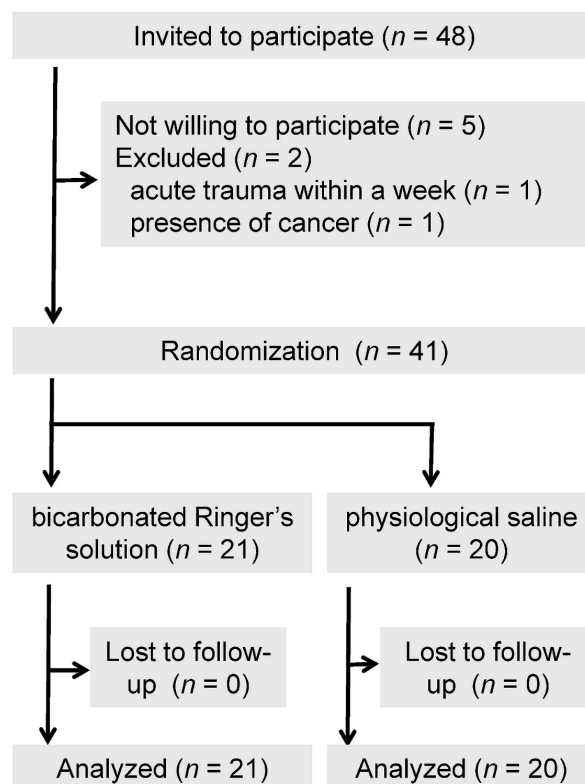 Invited to participate (n = 48)
Not willing to participate (n = 5)
Excluded (n = 2)
acute trauma within a week (n = 1)
presence of cancer (n = 1)
Randomization (n = 41)
bicarbonated Ringer's
solution (n = 21)
physiological saline
(n = 20)
Lost to follow-
up (n = 0)
Lost to follow-
up (n = 0)
Analyzed (n = 21)
Analyzed (n = 20)